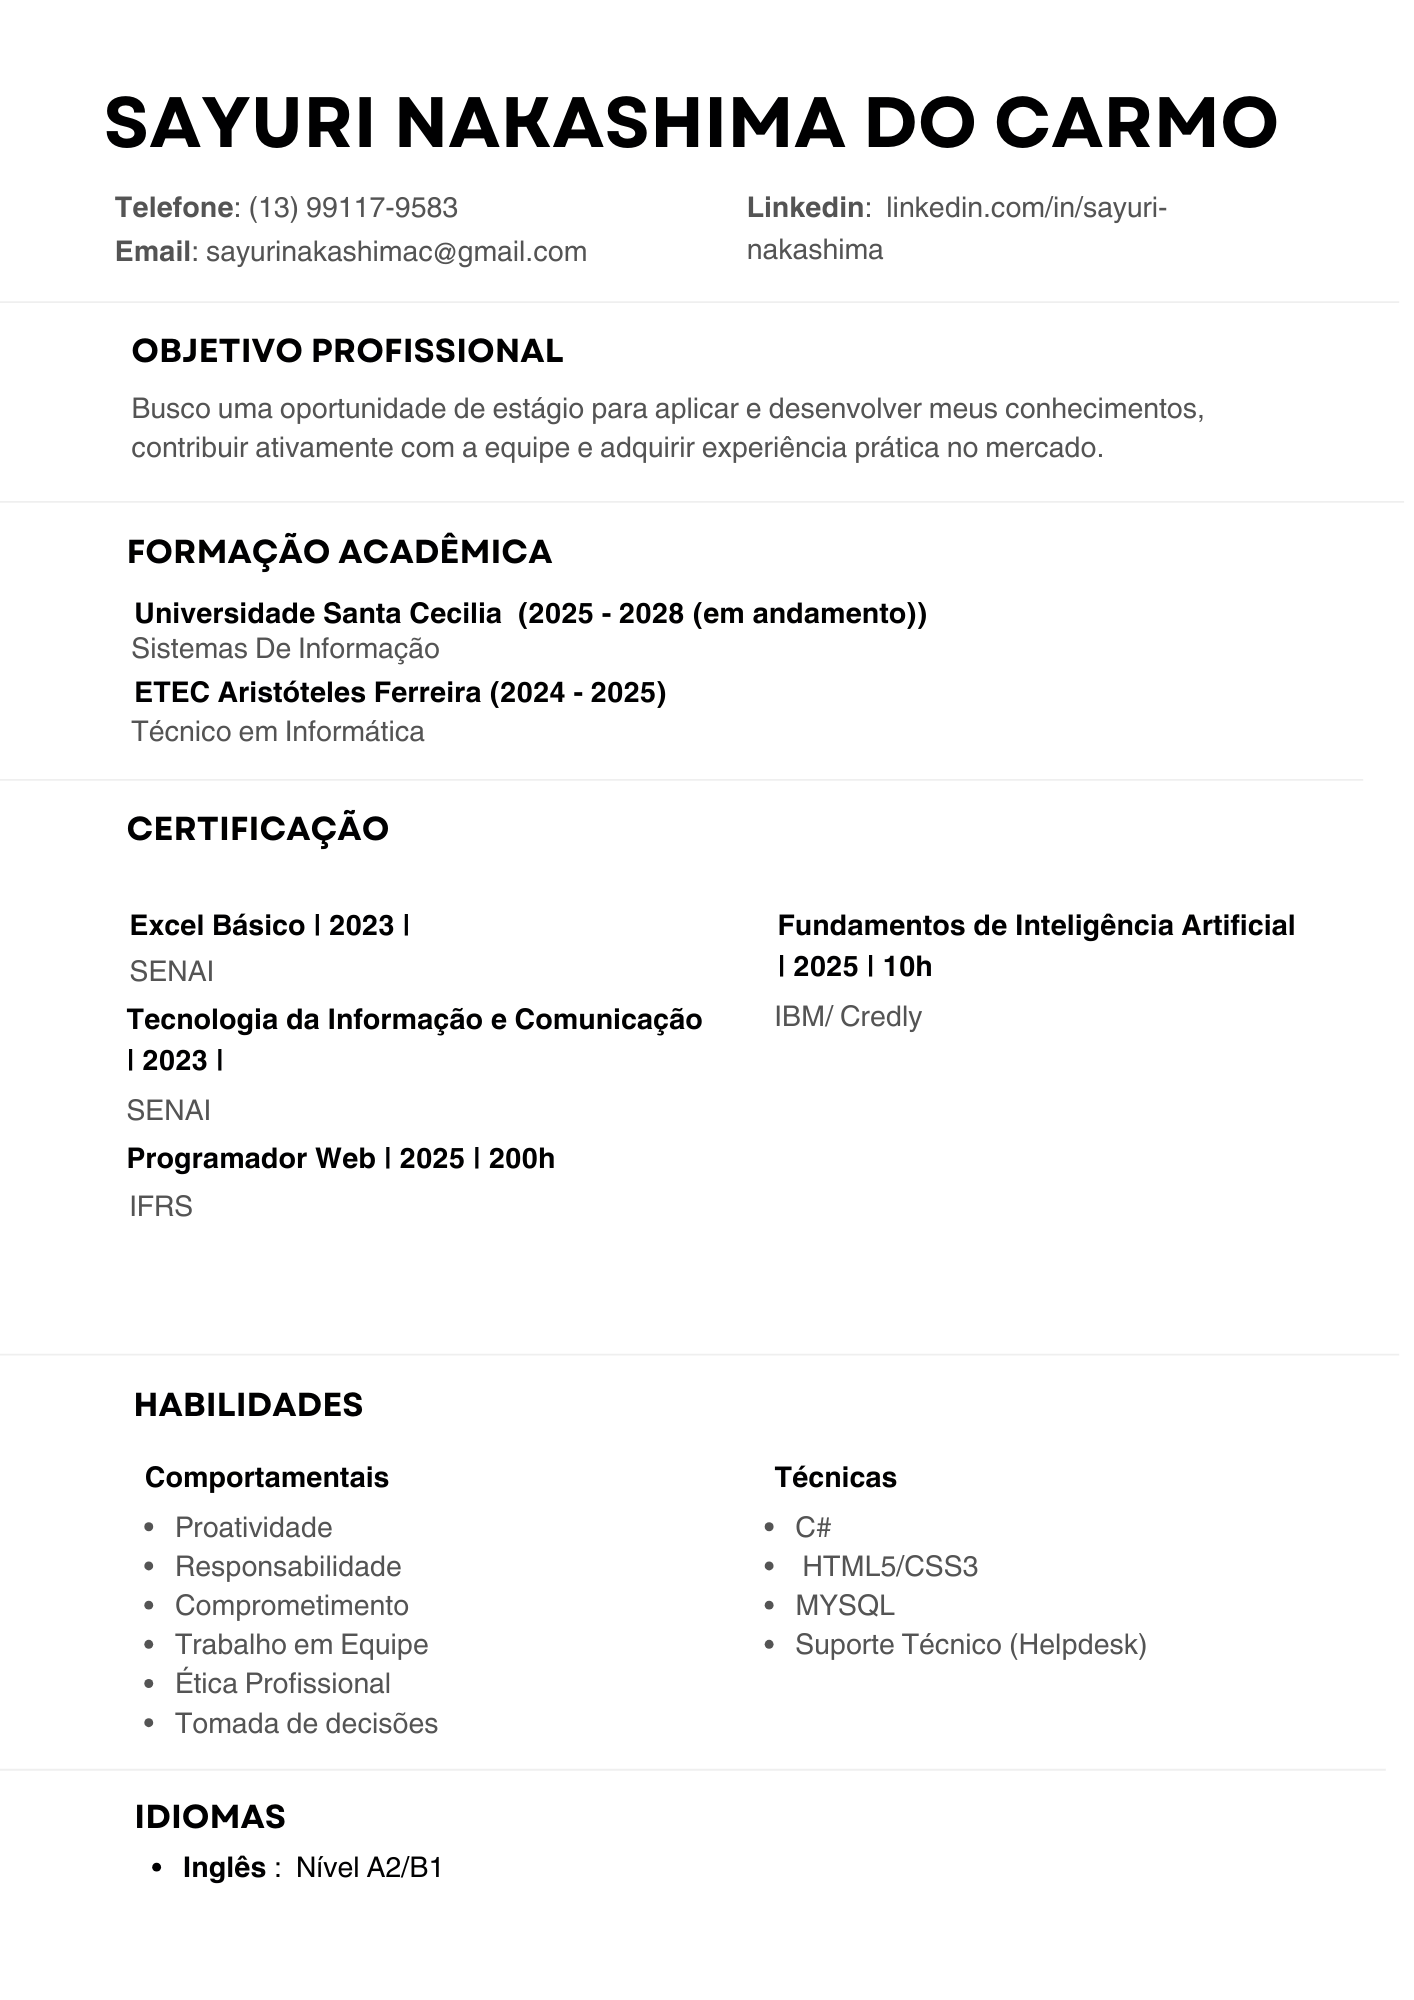 SAYURI NAKASHIMA DO CARMO
Telefone: (13) 99117-9583
Email: sayurinakashimac@gmail.com
Linkedin:  linkedin.com/in/sayuri-
nakashima
OBJETIVO PROFISSIONAL
Busco uma oportunidade de estágio para aplicar e desenvolver meus conhecimentos,
contribuir ativamente com a equipe e adquirir experiência prática no mercado.
FORMAÇÃO ACADÊMICA
Universidade Santa Cecilia  (2025 - 2028 (em andamento))
Sistemas De Informação
ETEC Aristóteles Ferreira (2024 - 2025)
Técnico em Informática
CERTIFICAÇÃO
Excel Básico | 2023 |
SENAI
Tecnologia da Informação e Comunicação
| 2023 |
SENAI
Programador Web | 2025 | 200h
IFRS
Fundamentos de Inteligência Artificial
| 2025 | 10h
IBM/ Credly
HABILIDADES
Comportamentais
• Proatividade
• Responsabilidade
• Comprometimento
• Trabalho em Equipe
• Ética Profissional
• Tomada de decisões
Técnicas
• C#
• HTML5/CSS3
• MYSQL
• Suporte Técnico (Helpdesk)
IDIOMAS
• Inglês :  Nível A2/B1